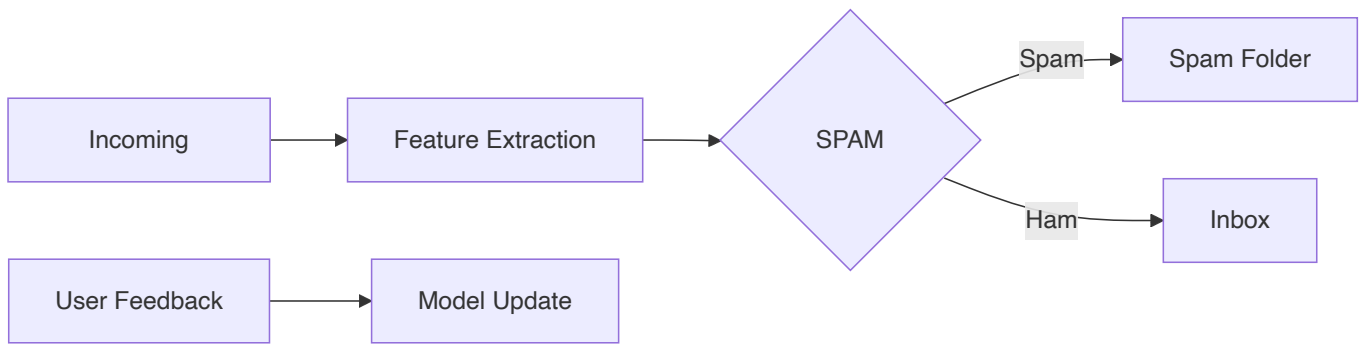 Incoming
Feature Extraction
SPAM
Spam
Spam Folder
Ham
Inbox
User Feedback
Model Update